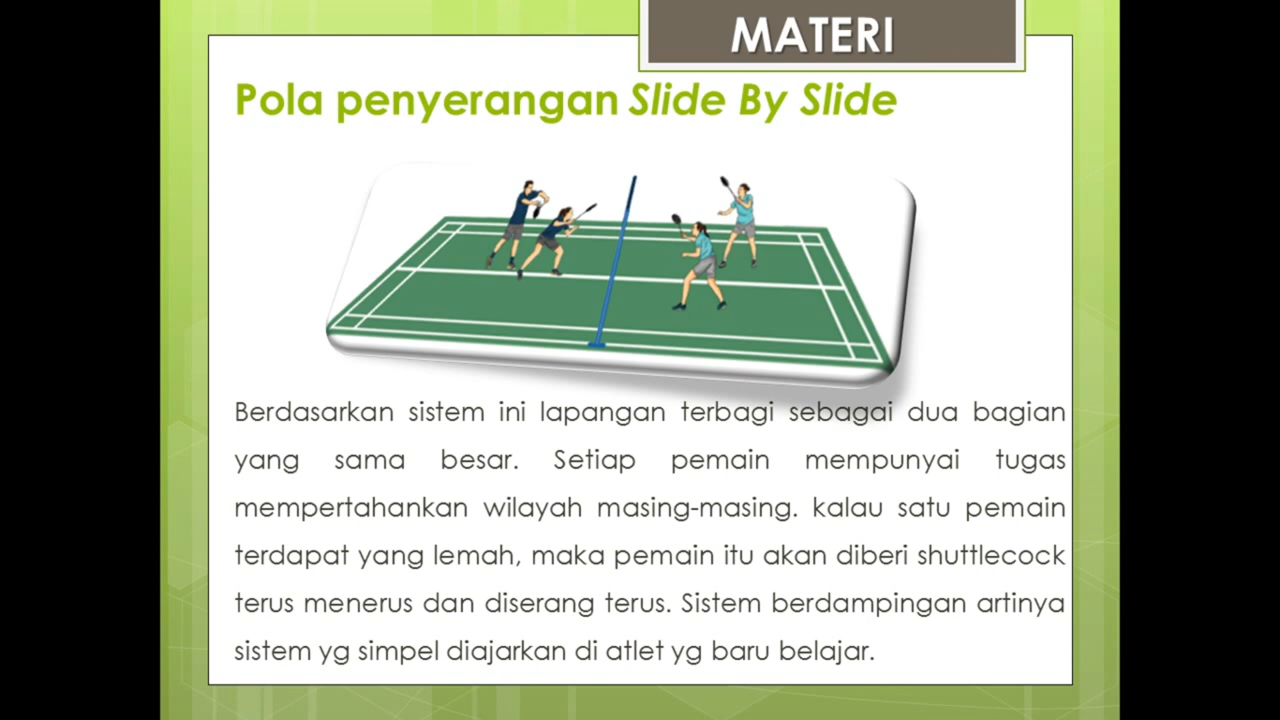 MATERI
Pola penyerangan Slide By Slide
Berdasarkan sistem ini lapangan terbagi sebagai dua bagian
yang sama besar. Setiap pemain mempunyai tugas
mempertahankan wilayah masing-masing. kalau satu pemain
terdapat yang lemah, maka pemain itu akan diberi shuttlecock
terus menerus dan diserang terus. Sistem berdampingan artinya
sistem yg simpel diajarkan di atlet yg baru belajar.